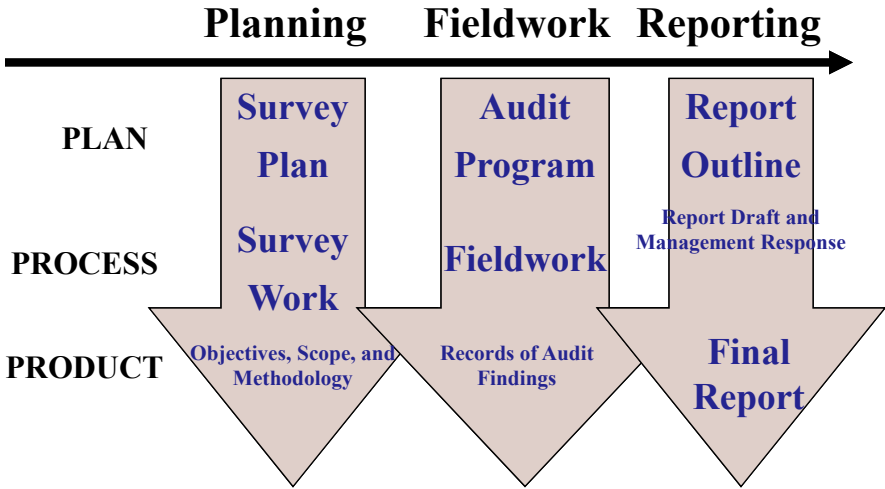 Planning Fieldwork Reporting
PLAN
Survey
Plan
Audit
Program
Report
Outline
PROCESS
Survey
Work
Fieldwork
Report Draft and
Management Response
PRODUCT
Objectives, Scope, and
Methodology
Records of Audit
Findings
Final
Report